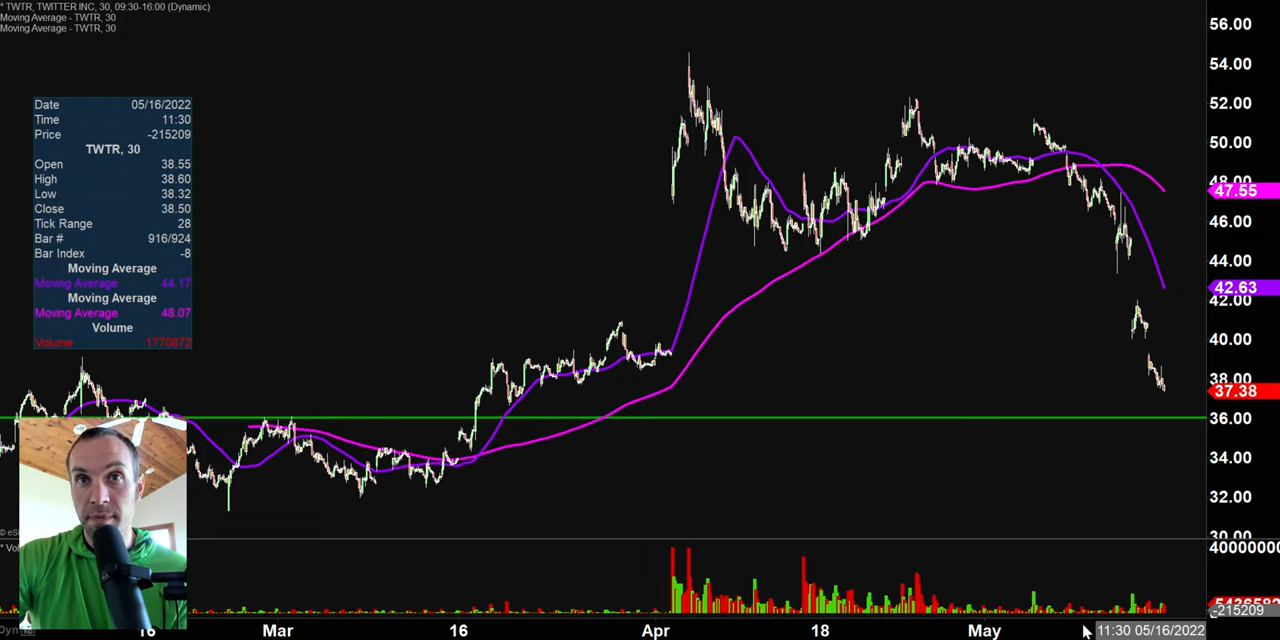 * TWTR, TWITTER INC, 30, 09:30-16:00 (Dynamic)
Moving Average - TWTR, 30
Moving Average - TWTR, 30
Date 05/16/2022
Time 11:30
Price -215209
TWTR, 30
Open 38.55
High 38.60
Low 38.32
Close 38.50
Tick Range 28
Bar # 916/924
Bar Index -8
Moving Average
Moving Average 44.17
Moving Average
Moving Average 48.07
Volume
Volume 1770872
56.00
54.00
52.00
50.00
48.00
47.55
46.00
44.00
42.63
42.00
40.00
38.00
37.38
36.00
34.00
32.00
30.00
© eSi
* Vol
40000000
-215209
Dyn
16
Mar
16
Apr
18
May
11:30 05/16/2022